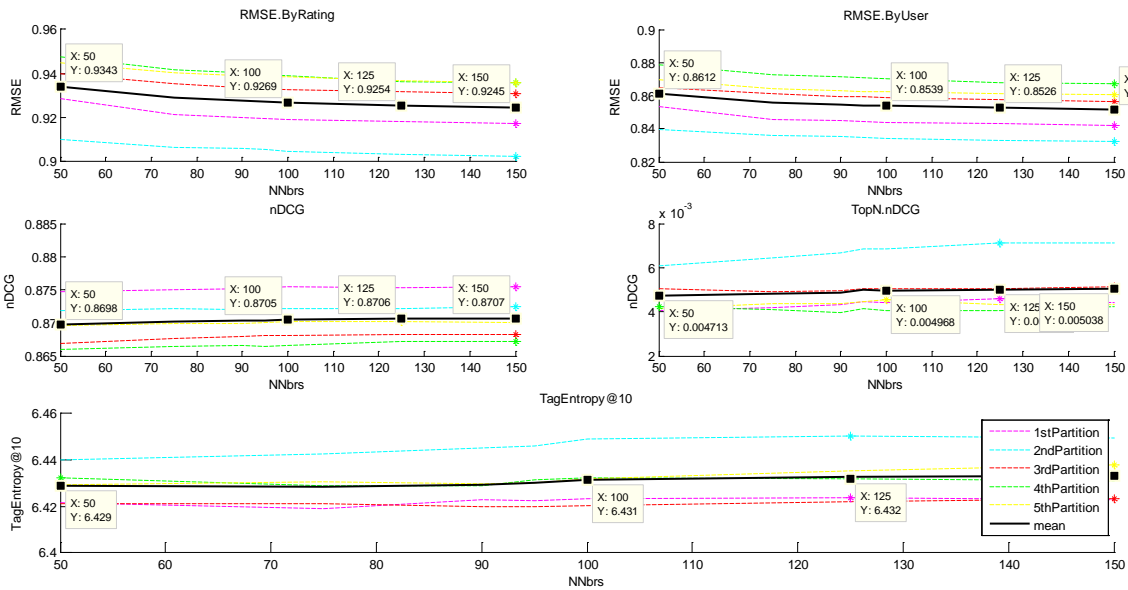 RMSE.ByRating
RMSE
0.96
0.94
0.92
0.9
X: 50
Y: 0.9343
X: 100
Y: 0.9269
X: 125
Y: 0.9254
X: 150
Y: 0.9245
50 60 70 80 90 100 110 120 130 140 150
NNbrs
RMSE.ByUser
RMSE
0.9
0.88
0.86
0.84
0.82
X: 50
Y: 0.8612
X: 100
Y: 0.8539
X: 125
Y: 0.8526
X
Y
50 60 70 80 90 100 110 120 130 140 150
NNbrs
nDCG
nDCG
0.885
0.88
0.875
0.87
0.865
X: 50
Y: 0.8698
X: 100
Y: 0.8705
X: 125
Y: 0.8706
X: 150
Y: 0.8707
50 60 70 80 90 100 110 120 130 140 150
NNbrs
TopN.nDCG
x 10-3
nDCG
8
6
4
2
X: 50
Y: 0.004713
X: 100
Y: 0.004968
X: 125
Y: 0.0
X: 150
Y: 0.005038
50 60 70 80 90 100 110 120 130 140 150
NNbrs
TagEntropy@10
TagEntropy@10
6.46
6.44
6.42
6.4
X: 50
Y: 6.429
X: 100
Y: 6.431
X: 125
Y: 6.432
1stPartition
2ndPartition
3rdPartition
4thPartition
5thPartition
mean
50 60 70 80 90 100 110 120 130 140 150
NNbrs